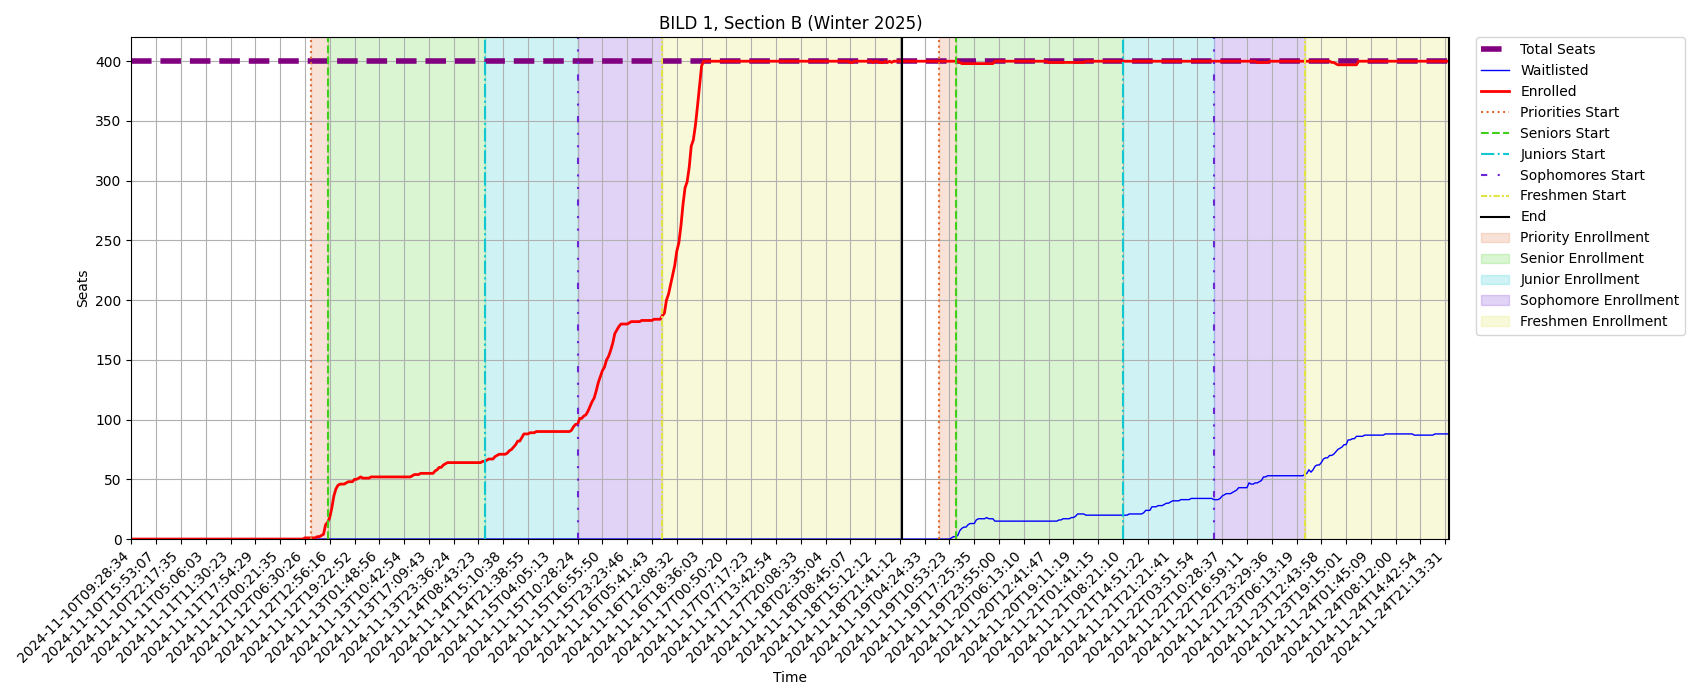 BILD 1, Section B (Winter 2025)
Seats
400
350
300
250
200
150
100
50
0
2024-11-10T09:28:34
2024-11-10T15:53:07
2024-11-10T22:17:35
2024-11-11T05:06:03
2024-11-11T11:30:23
2024-11-11T17:54:29
2024-11-12T00:21:35
2024-11-12T06:30:26
2024-11-12T12:56:16
2024-11-12T19:22:52
2024-11-13T01:48:56
2024-11-13T10:42:54
2024-11-13T17:09:43
2024-11-13T23:36:24
2024-11-14T08:43:23
2024-11-14T15:10:38
2024-11-14T21:38:55
2024-11-15T04:05:13
2024-11-15T10:28:24
2024-11-15T16:55:50
2024-11-15T23:23:46
2024-11-16T05:41:43
2024-11-16T12:08:32
2024-11-16T18:36:03
2024-11-17T00:50:20
2024-11-17T07:17:23
2024-11-17T13:42:54
2024-11-17T20:08:33
2024-11-18T02:35:04
2024-11-18T08:45:07
2024-11-18T15:12:12
2024-11-18T21:41:12
2024-11-19T04:24:33
2024-11-19T10:53:23
2024-11-19T17:25:35
2024-11-19T23:55:00
2024-11-20T06:13:10
2024-11-20T12:41:47
2024-11-20T19:11:19
2024-11-21T01:41:15
2024-11-21T08:21:10
2024-11-21T14:51:22
2024-11-21T21:21:41
2024-11-22T03:51:54
2024-11-22T10:28:37
2024-11-22T16:59:11
2024-11-22T23:29:36
2024-11-23T06:13:19
2024-11-23T12:43:58
2024-11-23T19:15:01
2024-11-24T01:45:09
2024-11-24T08:12:00
2024-11-24T14:42:54
2024-11-24T21:13:31
Time
Total Seats
Waitlisted
Enrolled
Priorities Start
Seniors Start
Juniors Start
Sophomores Start
Freshmen Start
End
Priority Enrollment
Senior Enrollment
Junior Enrollment
Sophomore Enrollment
Freshmen Enrollment